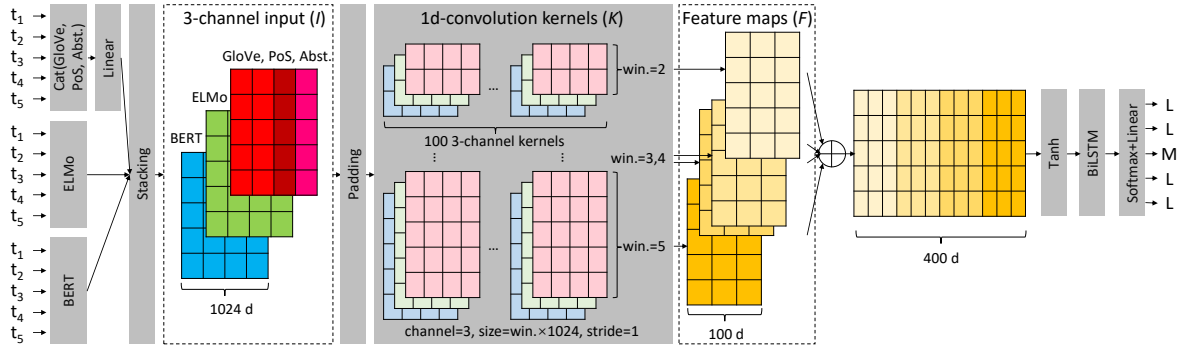 t1
t2
t3
t4
t5
Cat(GloVe,
PoS, Abst.)
Linear
t1
t2
t3
t4
t5
ELMo
t1
t2
t3
t4
t5
BERT
Stacking
3-channel input (I)
GloVe, PoS, Abst.
ELMo
BERT
1024 d
Padding
1d-convolution kernels (K)
...
win.=2
100 3-channel kernels
...
...
win.=3,4
...
win.=5
channel=3, size=win.×1024, stride=1
Feature maps (F)
100 d
400 d
Tanh
BiLSTM
Softmax+Linear
L
L
M
L
L